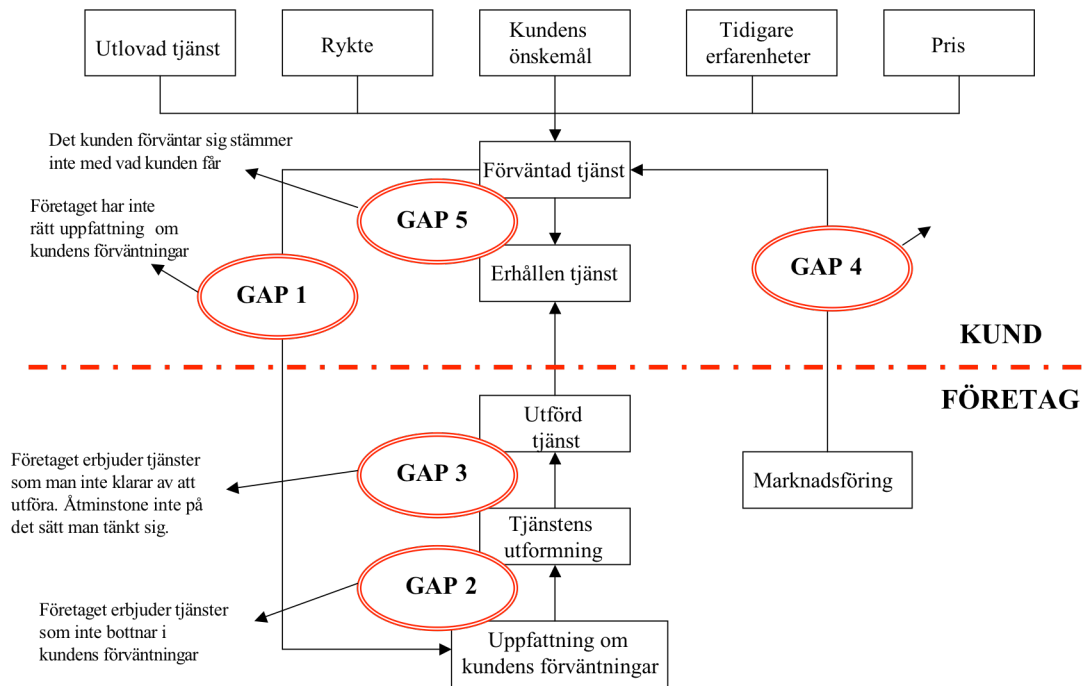 Utlovad tjänst
Rykte
Kundens
önskemål
Tidigare
erfarenheter
Pris
Det kunden förväntar sig stämmer
inte med vad kunden får
Förväntad tjänst
Företaget har inte
rätt uppfattning om
kundens förväntningar
GAP 5
GAP 1
Erhållen tjänst
GAP 4
KUND
FÖRETAG
Utförd
tjänst
Företaget erbjuder tjänster
som man inte klarar av att
utföra. Åtminstone inte på
det sätt man tänkt sig.
GAP 3
Marknadsföring
Tjänstens
utformning
GAP 2
Företaget erbjuder tjänster
som inte bottnar i
kundens förväntningar
Uppfattning om
kundens förväntningar